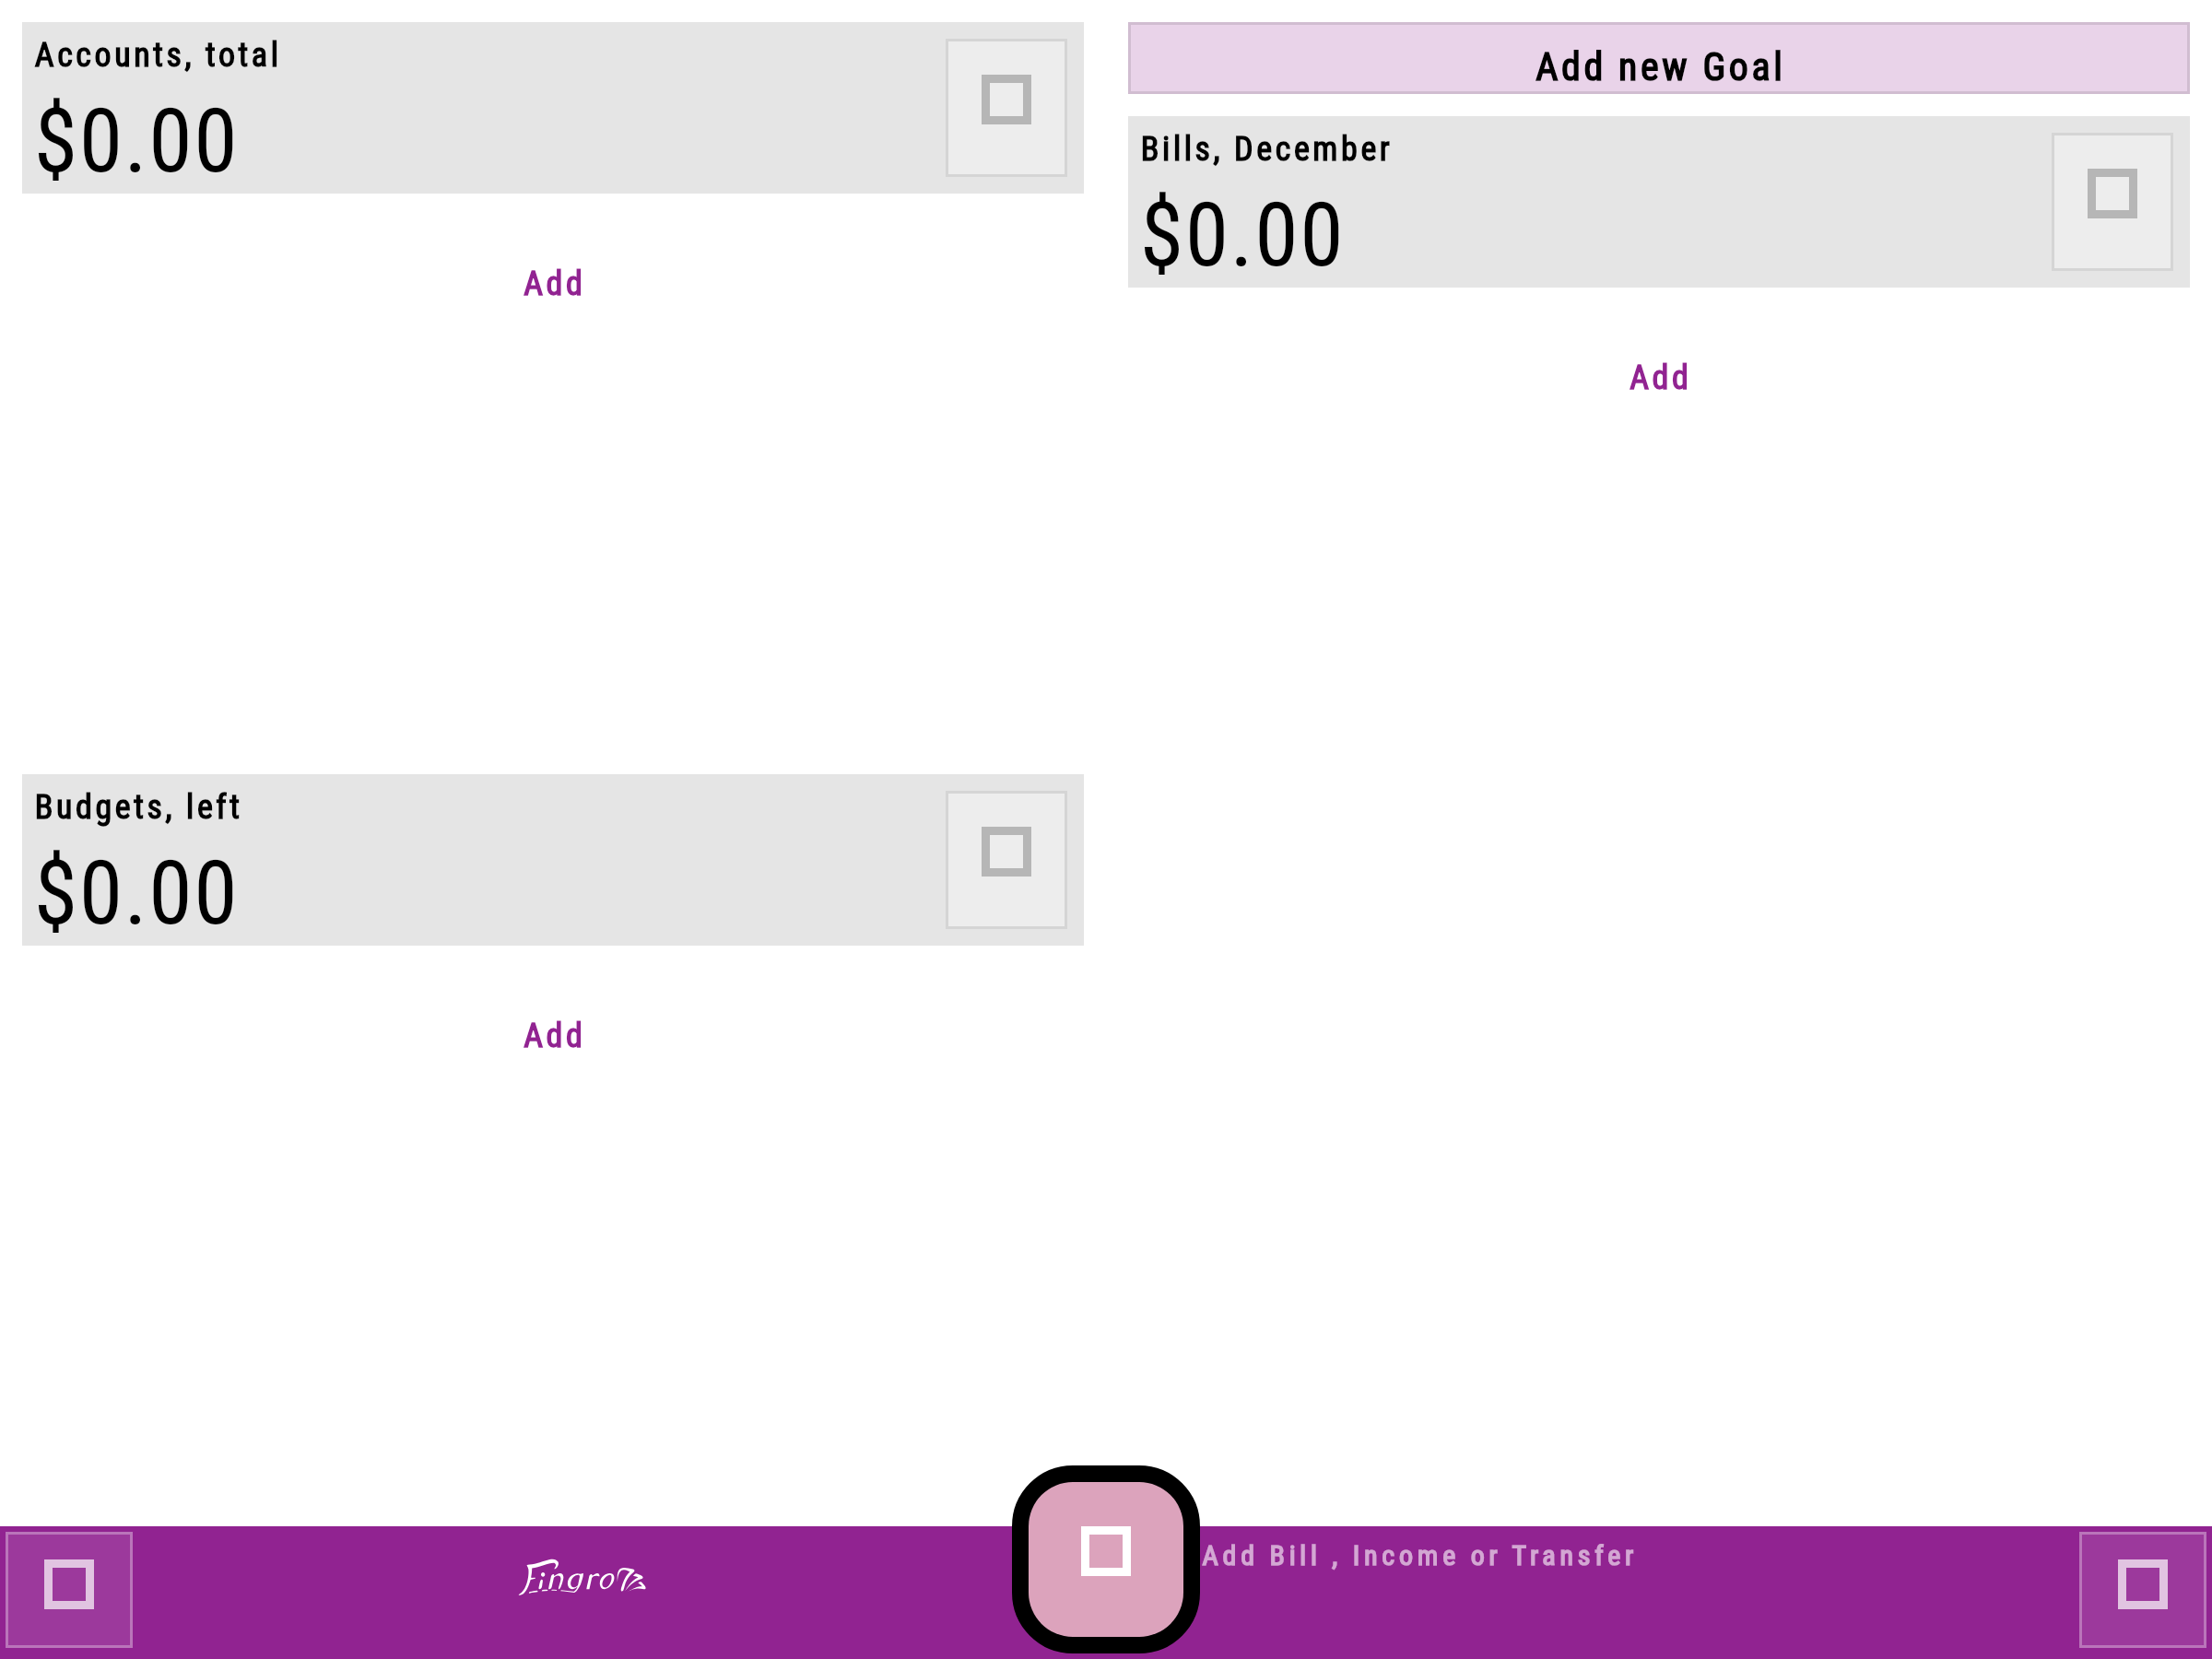 Accounts, total
$0.00
Add
Budgets, left
$0.00
Add
Add new Goal
Bills, December
$0.00
Add
Add Bill , Income or Transfer